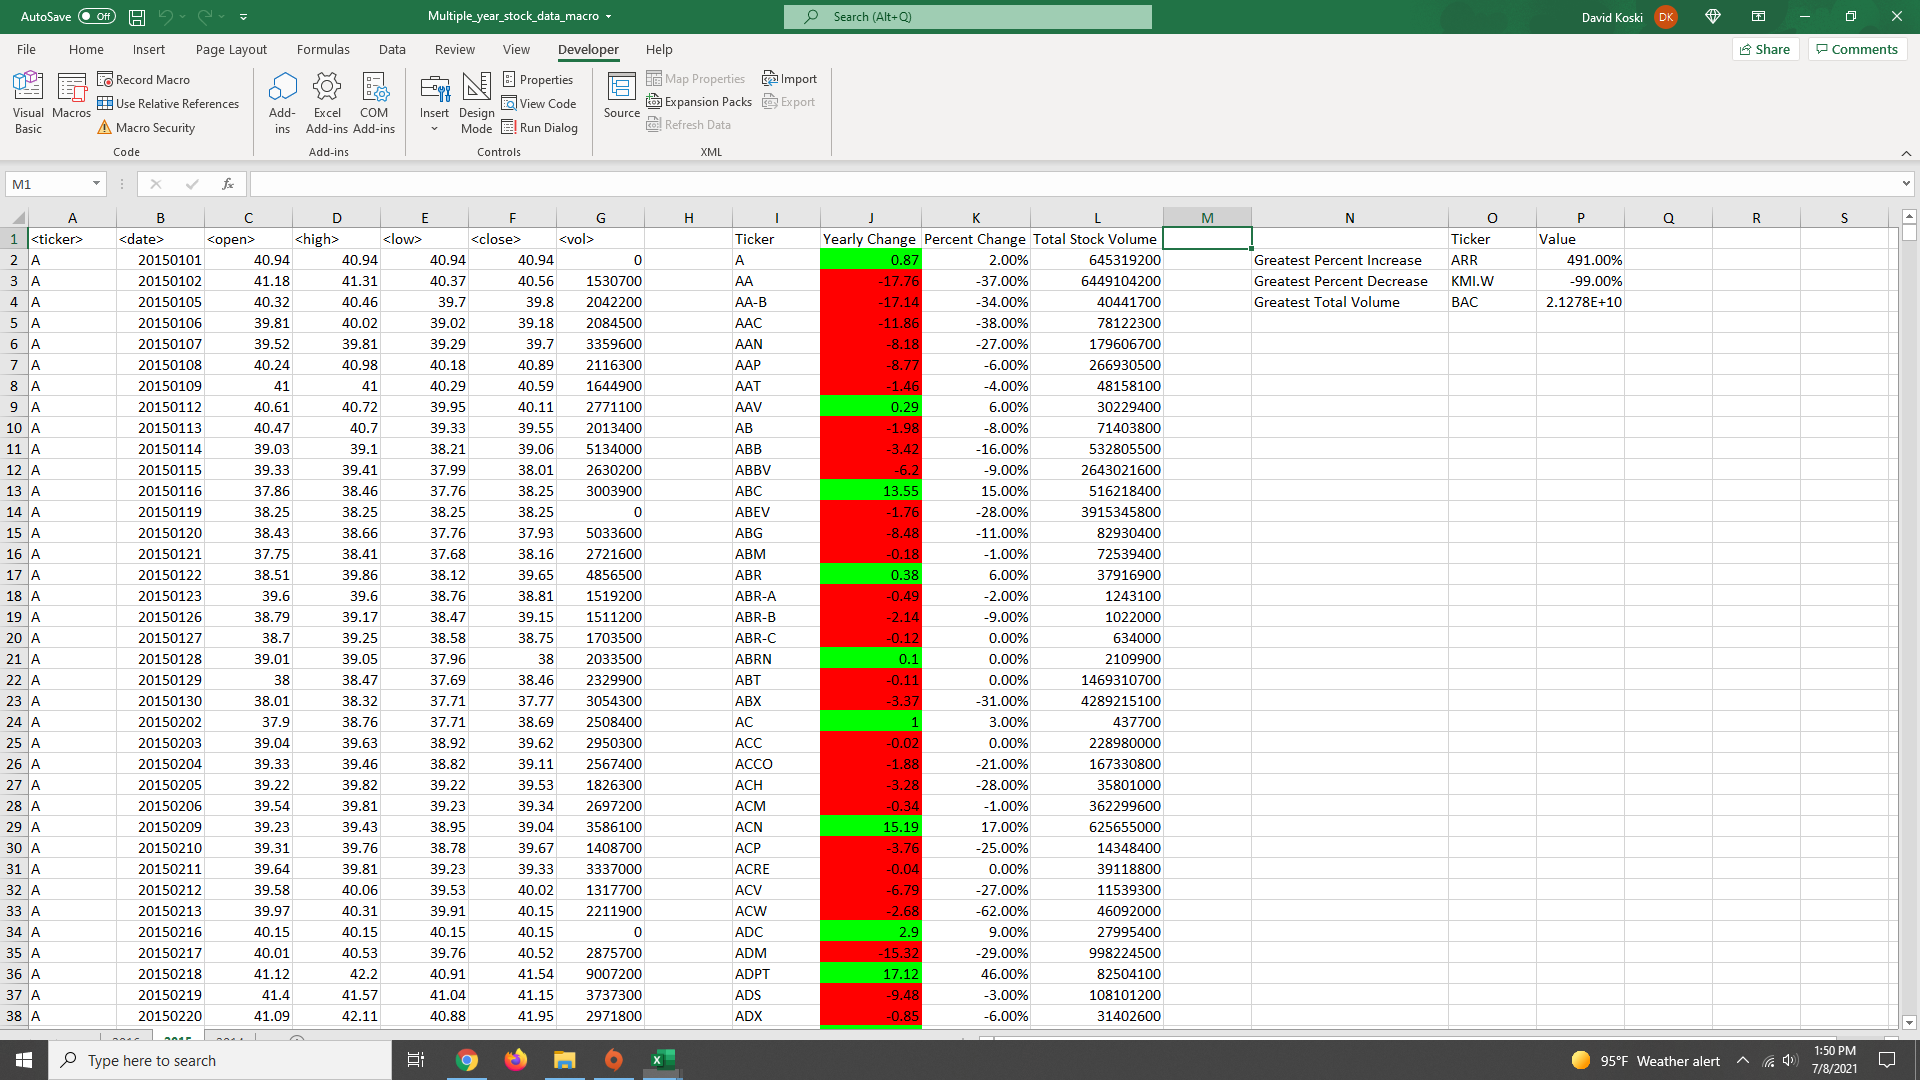 AutoSave Off Multiple_year_stock_data_macro Search (Alt+Q) David Koski DK
File Home Insert Page Layout Formulas Data Review View Developer Help Share Comments
Visual Basic Macros Record Macro Use Relative References Macro Security Add-ins Excel Add-ins COM Add-ins Insert Design Mode Properties View Code Run Dialog Source Map Properties Expansion Packs Refresh Data Import Export
Code Add-ins Controls XML
M1 fx
A B C D E F G H I J K L M N O P Q R S
1 <ticker> <date> <open> <high> <low> <close> <vol> Ticker Yearly Change Percent Change Total Stock Volume Ticker Value
2 A 20150101 40.94 40.94 40.94 40.94 0 A 0.87 2.00% 645319200 Greatest Percent Increase ARR 491.00%
3 A 20150102 41.18 41.31 40.37 40.56 1530700 AA -17.76 -37.00% 6449104200 Greatest Percent Decrease KMI.W -99.00%
4 A 20150105 40.32 40.46 39.7 39.8 2042200 AA-B -17.14 -34.00% 40441700 Greatest Total Volume BAC 2.1278E+10
5 A 20150106 39.81 40.02 39.02 39.18 2084500 AAC -11.86 -38.00% 78122300
6 A 20150107 39.52 39.81 39.29 39.7 3359600 AAN -8.18 -27.00% 179606700
7 A 20150108 40.24 40.98 40.18 40.89 2116300 AAP -8.77 -6.00% 266930500
8 A 20150109 41 41 40.29 40.59 1644900 AAT -1.46 -4.00% 48158100
9 A 20150112 40.61 40.72 39.95 40.11 2771100 AAV 0.29 6.00% 30229400
10 A 20150113 40.47 40.7 39.33 39.55 2013400 AB -1.98 -8.00% 71403800
11 A 20150114 39.03 39.1 38.21 39.06 5134000 ABB -3.42 -16.00% 532805500
12 A 20150115 39.33 39.41 37.99 38.01 2630200 ABBV -6.2 -9.00% 2643021600
13 A 20150116 37.86 38.46 37.76 38.25 3003900 ABC 13.55 15.00% 516218400
14 A 20150119 38.25 38.25 38.25 38.25 0 ABEV -1.76 -28.00% 3915345800
15 A 20150120 38.43 38.66 37.76 37.93 5033600 ABG -8.48 -11.00% 82930400
16 A 20150121 37.75 38.41 37.68 38.16 2721600 ABM -0.18 -1.00% 72539400
17 A 20150122 38.51 39.86 38.12 39.65 4856500 ABR 0.38 6.00% 37916900
18 A 20150123 39.6 39.6 38.76 38.81 1519200 ABR-A -0.49 -2.00% 1243100
19 A 20150126 38.79 39.17 38.47 39.15 1511200 ABR-B -2.14 -9.00% 1022000
20 A 20150127 38.7 39.25 38.58 38.75 1703500 ABR-C -0.12 0.00% 634000
21 A 20150128 39.01 39.05 37.96 38 2033500 ABRN 0.1 0.00% 2109900
22 A 20150129 38 38.47 37.69 38.46 2329900 ABT -0.11 0.00% 1469310700
23 A 20150130 38.01 38.32 37.71 37.77 3054300 ABX -3.37 -31.00% 4289215100
24 A 20150202 37.9 38.76 37.71 38.69 2508400 AC 1 3.00% 437700
25 A 20150203 39.04 39.63 38.92 39.62 2950300 ACC -0.02 0.00% 228980000
26 A 20150204 39.33 39.46 38.82 39.11 2567400 ACCO -1.88 -21.00% 167330800
27 A 20150205 39.22 39.82 39.22 39.53 1826300 ACH -3.28 -28.00% 35801000
28 A 20150206 39.54 39.81 39.23 39.34 2697200 ACM -0.34 -1.00% 362299600
29 A 20150209 39.23 39.43 38.95 39.04 3586100 ACN 15.19 17.00% 625655000
30 A 20150210 39.31 39.76 38.78 39.67 1408700 ACP -3.76 -25.00% 14348400
31 A 20150211 39.64 39.81 39.23 39.33 3337000 ACRE -0.04 0.00% 39118800
32 A 20150212 39.58 40.06 39.53 40.02 1317700 ACV -6.79 -27.00% 11539300
33 A 20150213 39.97 40.31 39.91 40.15 2211900 ACW -2.68 -62.00% 46092000
34 A 20150216 40.15 40.15 40.15 40.15 0 ADC 2.9 9.00% 27995400
35 A 20150217 40.01 40.53 39.76 40.52 2875700 ADM -15.32 -29.00% 998224500
36 A 20150218 41.12 42.2 40.91 41.54 9007200 ADPT 17.12 46.00% 82504100
37 A 20150219 41.4 41.57 41.04 41.15 3737300 ADS -9.48 -3.00% 108101200
38 A 20150220 41.09 42.11 40.88 41.95 2971800 ADX -0.85 -6.00% 31402600
2016 2015 2014
Type here to search 95°F Weather alert 1:50 PM
7/8/2021